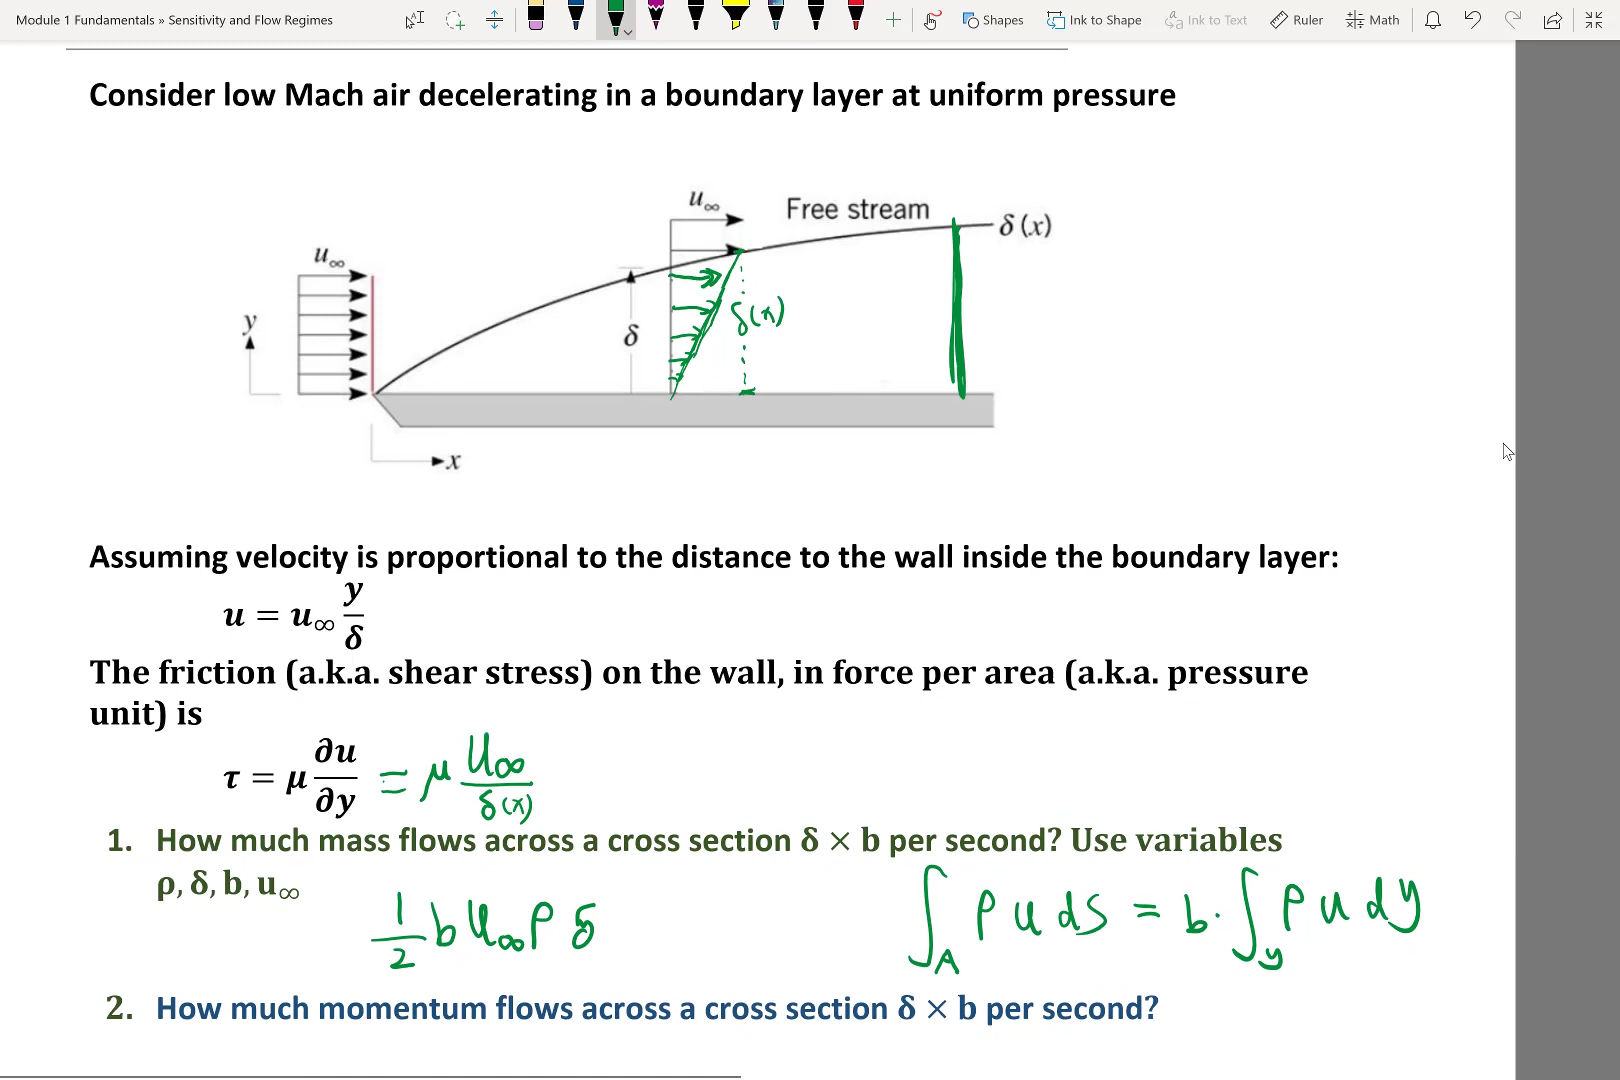 Module 1 Fundamentals » Sensitivity and Flow Regimes
Shapes Ink to Shape Ink to Text Ruler Math
Consider low Mach air decelerating in a boundary layer at uniform pressure
u∞ Free stream δ(x)
u∞
y
δ
δ(x)
x
Assuming velocity is proportional to the distance to the wall inside the boundary layer:
u = u∞ y/δ
The friction (a.k.a. shear stress) on the wall, in force per area (a.k.a. pressure
unit) is
τ = μ ∂u/∂y = μ U∞/δ(x)
1. How much mass flows across a cross section δ × b per second? Use variables
ρ, δ, b, u∞
1/2 b U∞ ρ δ ∫_A ρ u ds = b · ∫_y ρ u dy
2. How much momentum flows across a cross section δ × b per second?